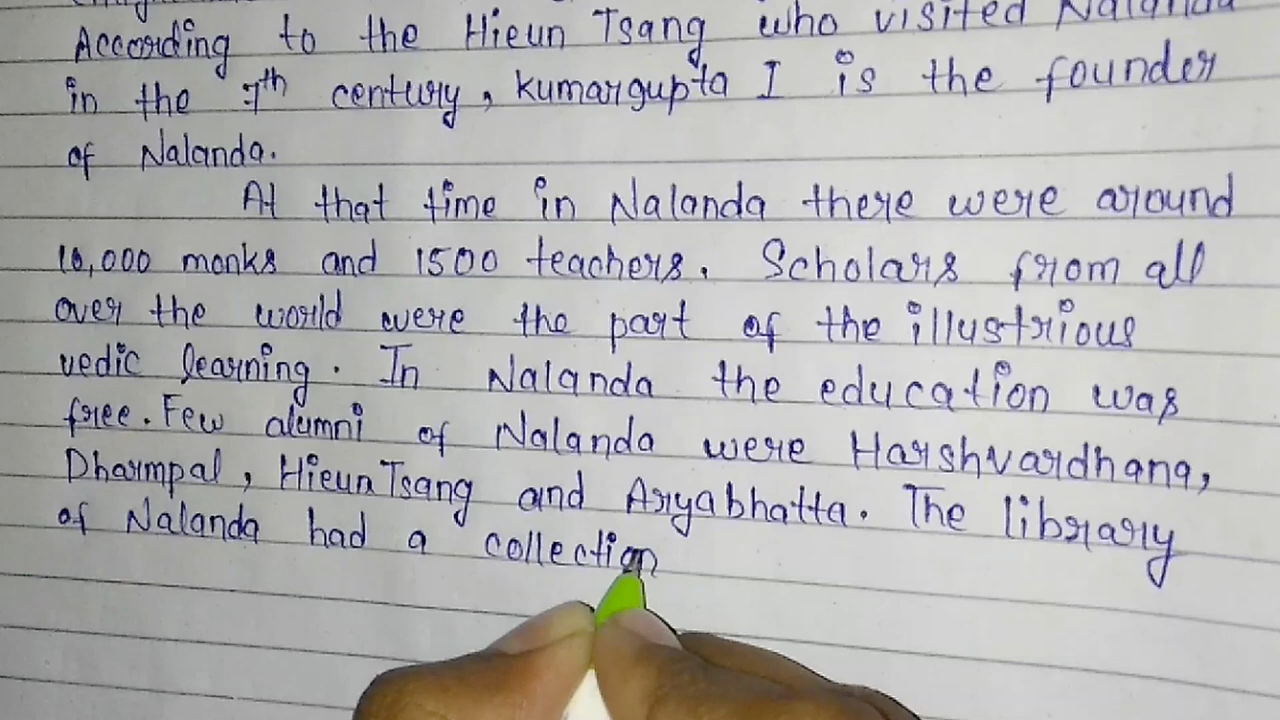 According to the Hieun Tsang who visited Nalanda
in the 7th century, Kumargupta I is the founder
of Nalanda.
At that time in Nalanda there were around
10,000 monks and 1500 teachers. Scholars from all
over the world were the part of the illustrious
vedic learning. In Nalanda the education was
free. Few alumni of Nalanda were Harshvardhana,
Dharmpal, Hieun Tsang and Aryabhatta. The library
of Nalanda had a collection